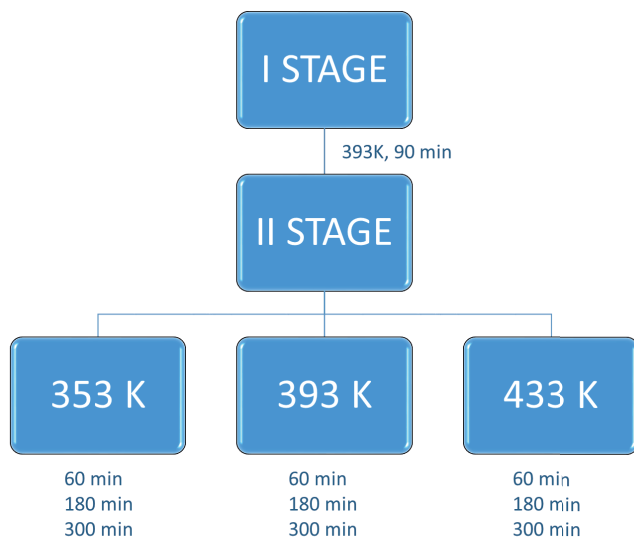 I STAGE
393K, 90 min
II STAGE
353 K
393 K
433 K
60 min
180 min
300 min
60 min
180 min
300 min
60 min
180 min
300 min